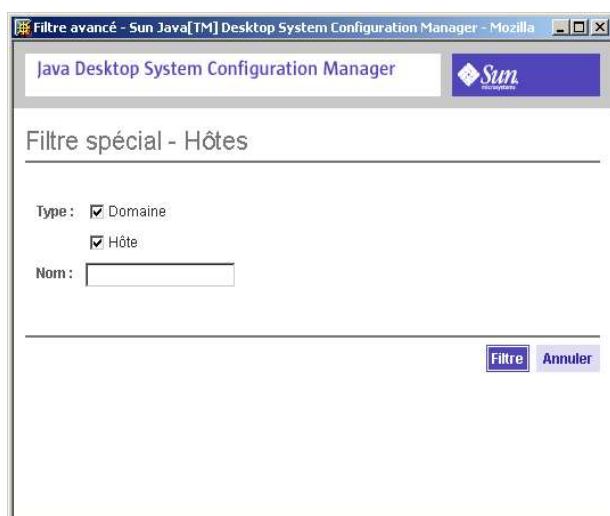 Filtre avancé - Sun Java[TM] Desktop System Configuration Manager - Mozilla
Java Desktop System Configuration Manager
Sun
microsystems
Filtre spécial - Hôtes
Type : Domaine
Hôte
Nom :
Filtre Annuler